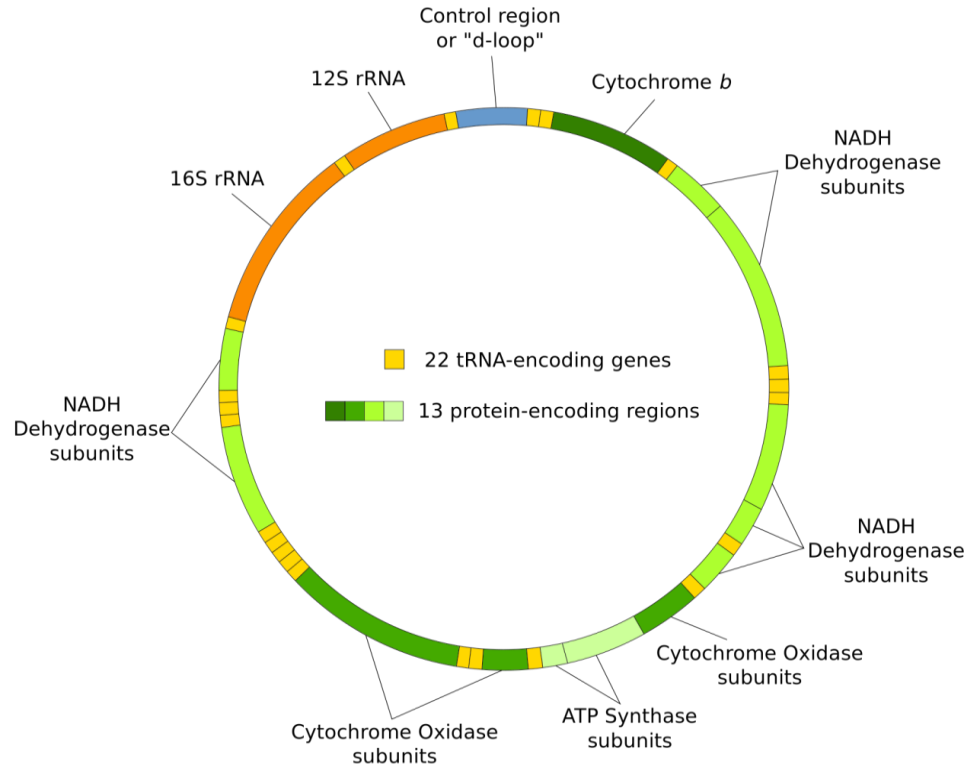 Control region
or "d-loop"
12S rRNA
Cytochrome b
NADH
Dehydrogenase
subunits
16S rRNA
22 tRNA-encoding genes
13 protein-encoding regions
NADH
Dehydrogenase
subunits
NADH
Dehydrogenase
subunits
Cytochrome Oxidase
subunits
ATP Synthase
subunits
Cytochrome Oxidase
subunits